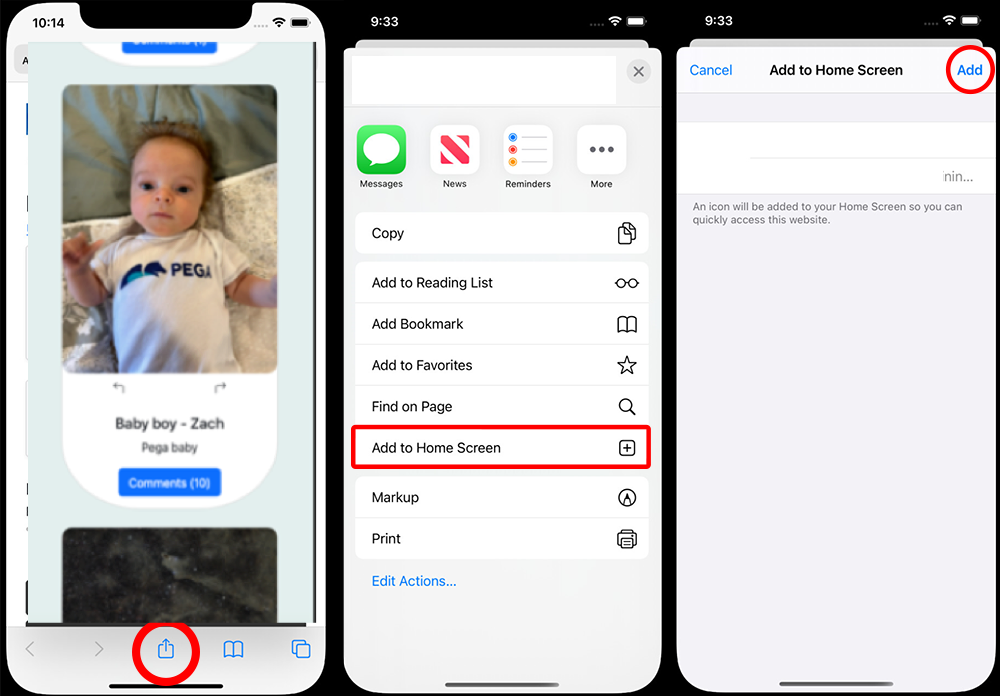 10:14
A
Comments (1)
PEGA
Baby boy - Zach
Pega baby
Comments (10)
9:33
Messages
News
Reminders
More
Copy
Add to Reading List
Add Bookmark
Add to Favorites
Find on Page
Add to Home Screen
Markup
Print
Edit Actions...
9:33
Cancel
Add to Home Screen
Add
nin...
An icon will be added to your Home Screen so you can
quickly access this website.